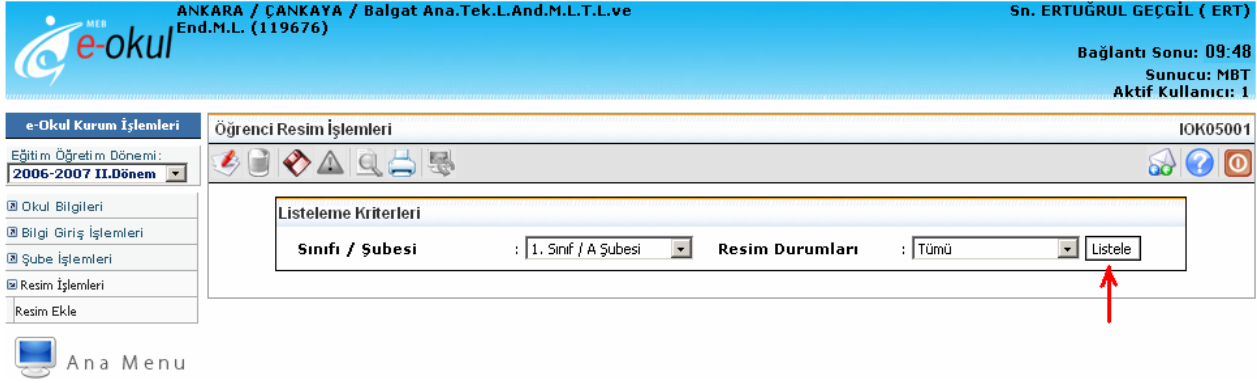 MEB
e-okul
ANKARA / ÇANKAYA / Balgat Ana.Tek.L.And.M.L.T.L.ve
End.M.L. (119676)
Sn. ERTUĞRUL GEÇGİL ( ERT)
Bağlantı Sonu: 09:48
Sunucu: MBT
Aktif Kullanıcı: 1
e-Okul Kurum İşlemleri
Eğitim Öğretim Dönemi:
2006-2007 II.Dönem
Okul Bilgileri
Bilgi Giriş İşlemleri
Şube İşlemleri
Resim İşlemleri
Resim Ekle
Ana Menu
Öğrenci Resim İşlemleri IOK05001
Listeleme Kriterleri
Sınıfı / Şubesi : 1. Sınıf / A Şubesi Resim Durumları : Tümü Listele